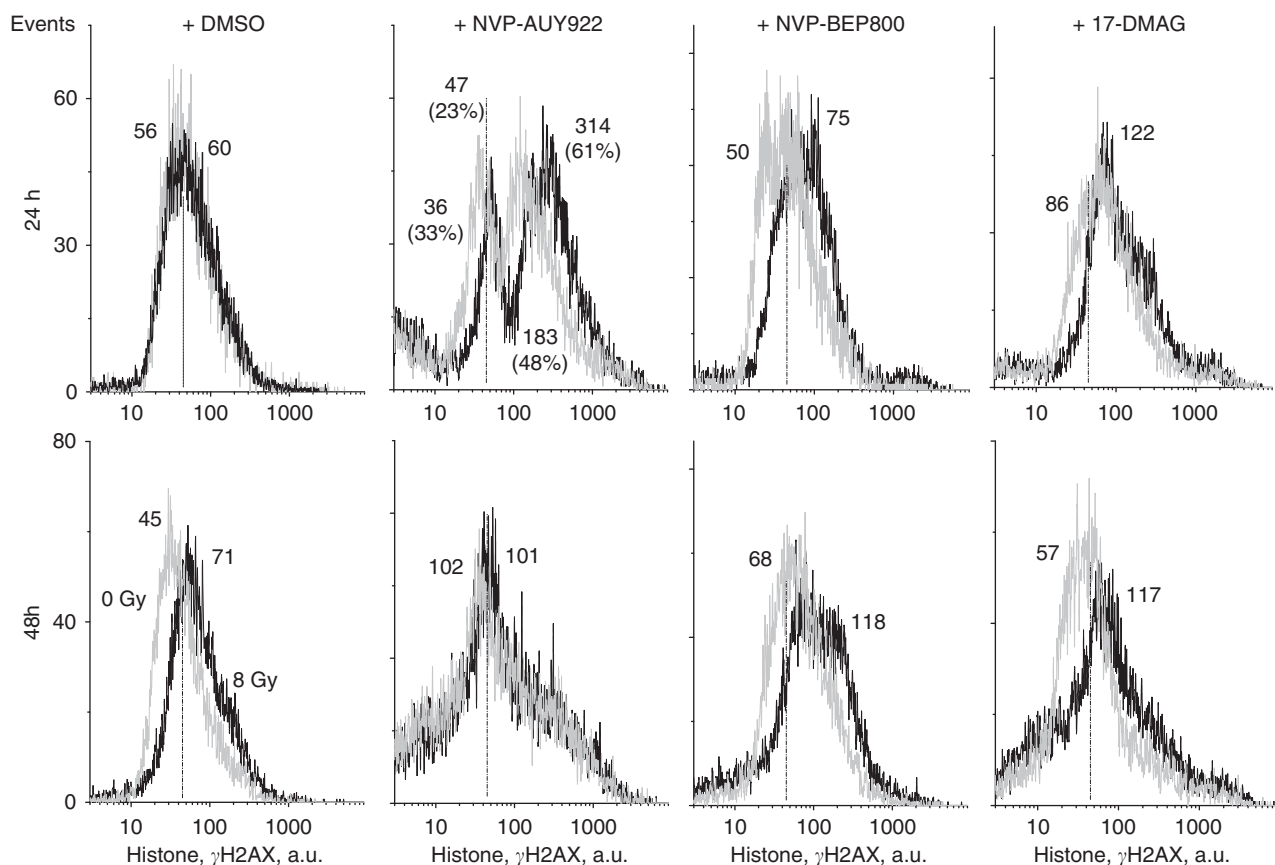 Events
+ DMSO
+ NVP-AUY922
+ NVP-BEP800
+ 17-DMAG
24 h
60
30
0
56
60
10 100 1000
47
(23%)
314
(61%)
36
(33%)
183
(48%)
10 100 1000
50
75
10 100 1000
86
122
10 100 1000
48h
80
40
0
45
71
0 Gy
8 Gy
10 100 1000
Histone, γH2AX, a.u.
102
101
10 100 1000
Histone, γH2AX, a.u.
68
118
10 100 1000
Histone, γH2AX, a.u.
57
117
10 100 1000
Histone, γH2AX, a.u.